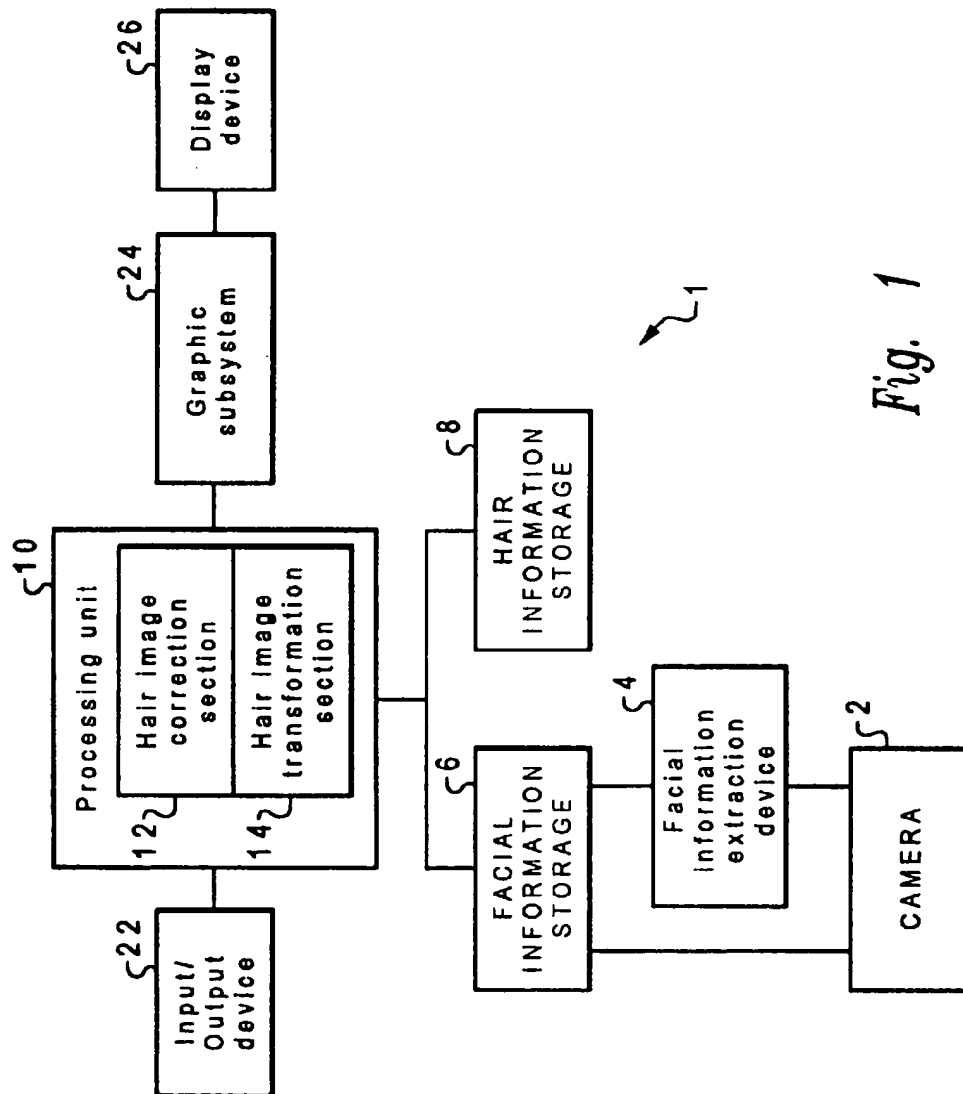 22
Input/
Output
device
10
Processing unit
12
Hair image
correction
section
14
Hair image
transformation
section
24
Graphic
subsystem
26
Display
device
6
FACIAL
INFORMATION
STORAGE
8
HAIR
INFORMATION
STORAGE
4
Facial
information
extraction
device
2
CAMERA
1
Fig. 1